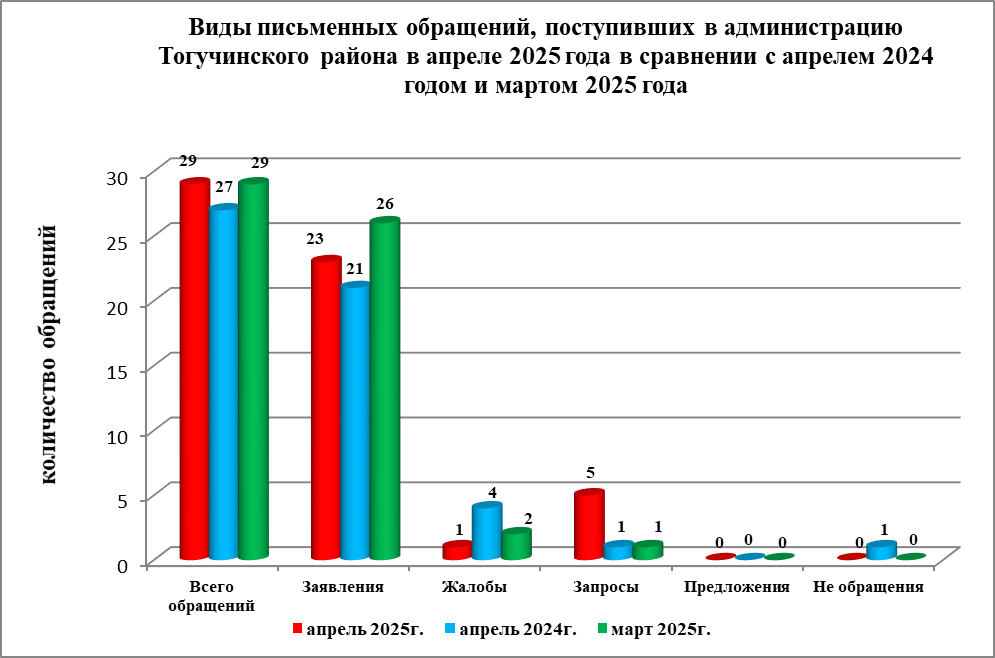 Виды письменных обращений, поступивших в администрацию
Тогучинского района в апреле 2025 года в сравнении с апрелем 2024
годом и мартом 2025 года
количество обращений
30
25
20
15
10
5
0
29 27 29
23 21 26
1 4 2
5 1 1
0 0 0
0 1 0
Всего
обращений
Заявления
Жалобы
Запросы
Предложения
Не обращения
апрель 2025г. апрель 2024г. март 2025г.